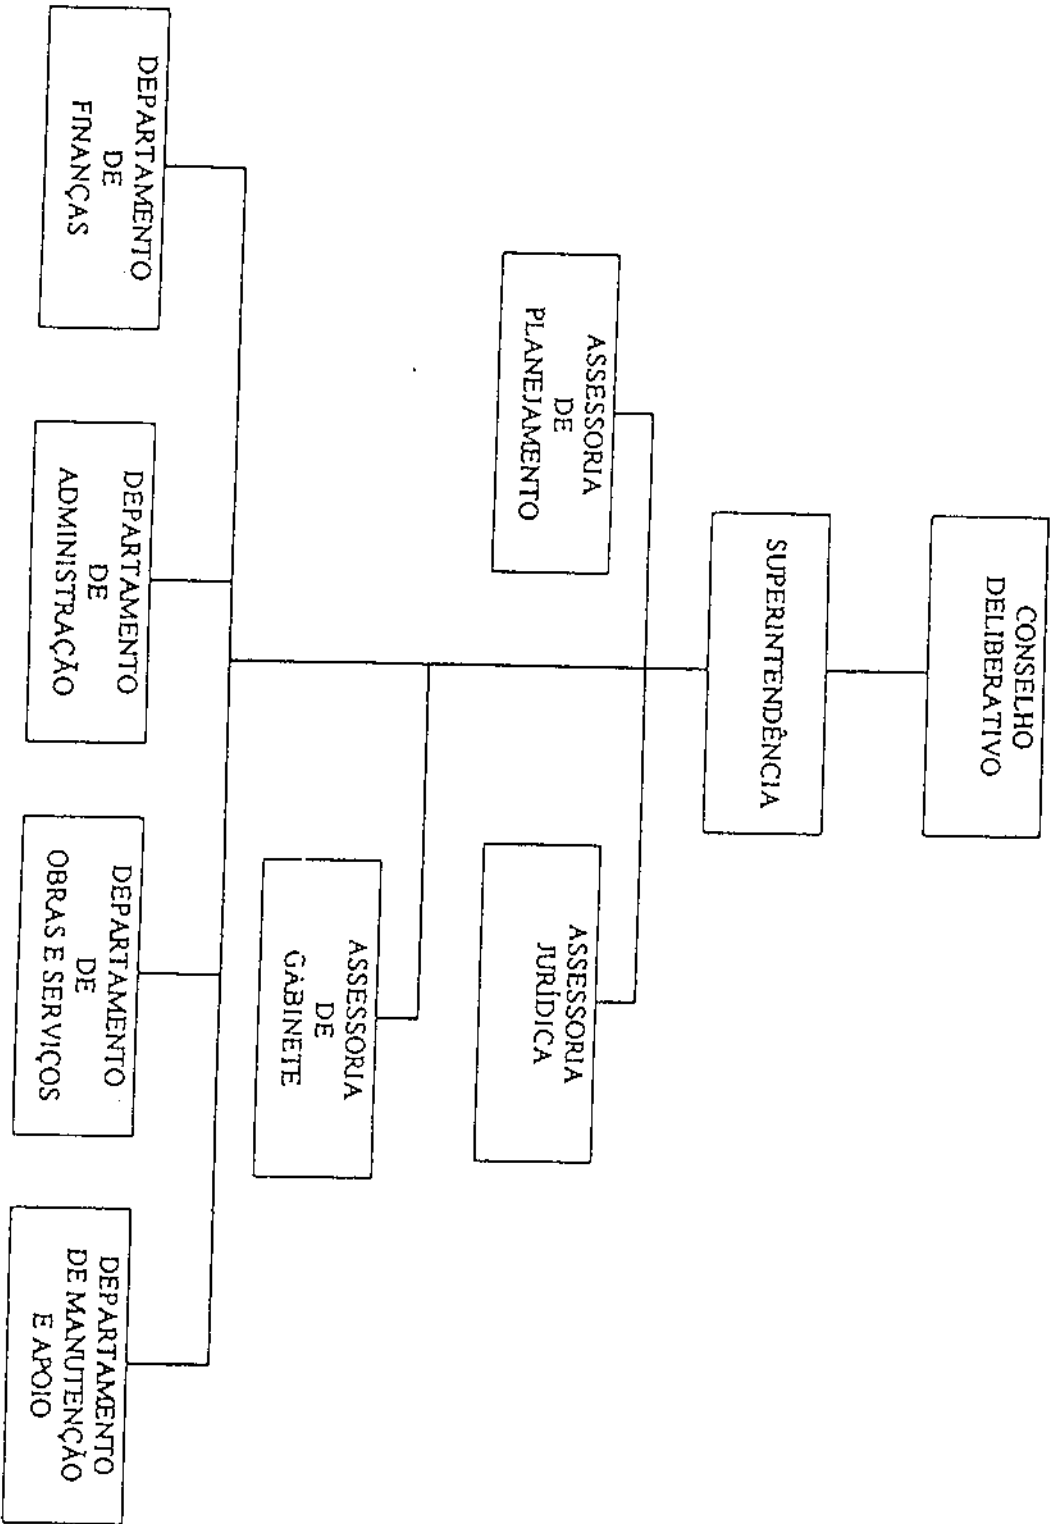 CONSELHO
DELIBERATIVO
SUPERINTENDÊNCIA
ASSESSORIA
DE
PLANEJAMENTO
ASSESSORIA
JURÍDICA
ASSESSORIA
DE
GABINETE
DEPARTAMENTO
DE
FINANÇAS
DEPARTAMENTO
DE
ADMINISTRAÇÃO
DEPARTAMENTO
DE
OBRAS E SERVIÇOS
DEPARTAMENTO
DE MANUTENÇÃO
E APOIO